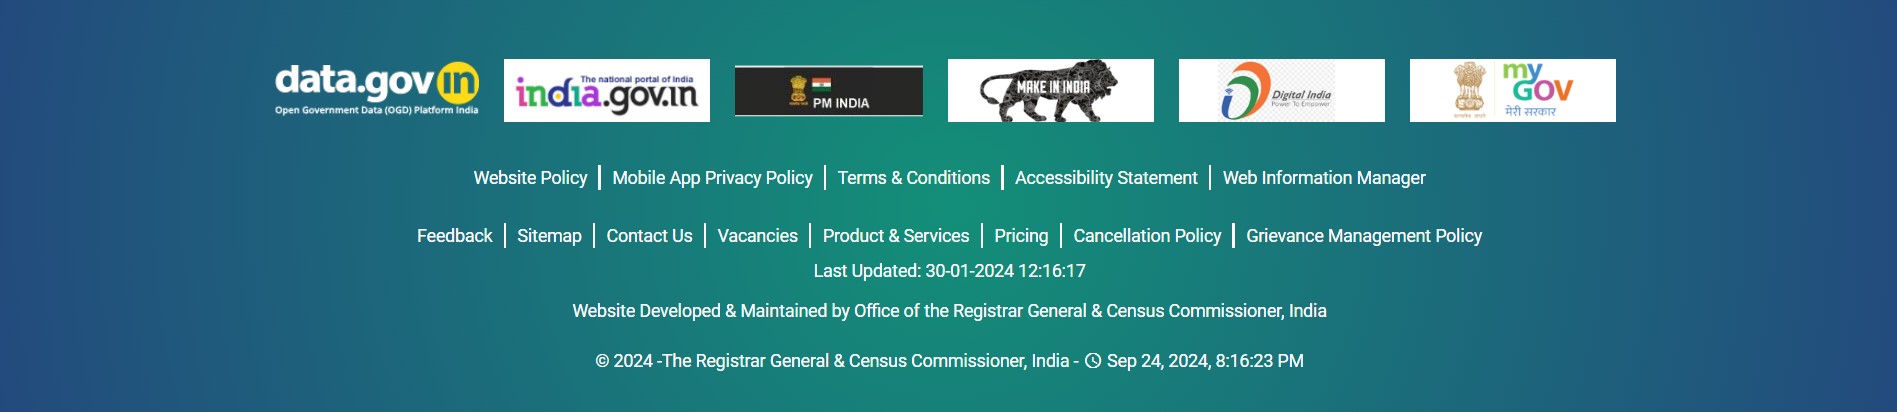 data.gov in
Open Government Data (OGD) Platform India
The national portal of India
india.gov.in
PM INDIA
MAKE IN INDIA
Digital India
Power To Empower
my
GOV
मेरी सरकार
Website Policy | Mobile App Privacy Policy | Terms & Conditions | Accessibility Statement | Web Information Manager
Feedback | Sitemap | Contact Us | Vacancies | Product & Services | Pricing | Cancellation Policy | Grievance Management Policy
Last Updated: 30-01-2024 12:16:17
Website Developed & Maintained by Office of the Registrar General & Census Commissioner, India
© 2024 -The Registrar General & Census Commissioner, India - Sep 24, 2024, 8:16:23 PM